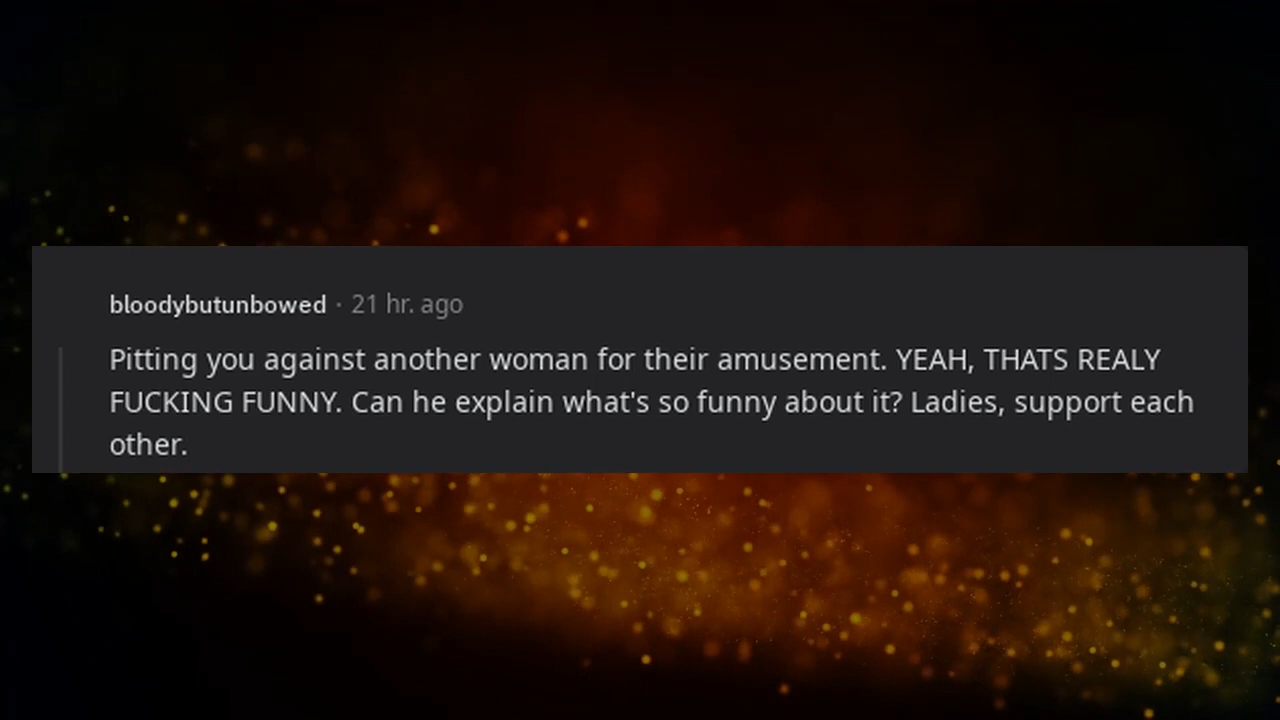 bloodybutunbowed · 21 hr. ago
Pitting you against another woman for their amusement. YEAH, THATS REALY
FUCKING FUNNY. Can he explain what's so funny about it? Ladies, support each
other.